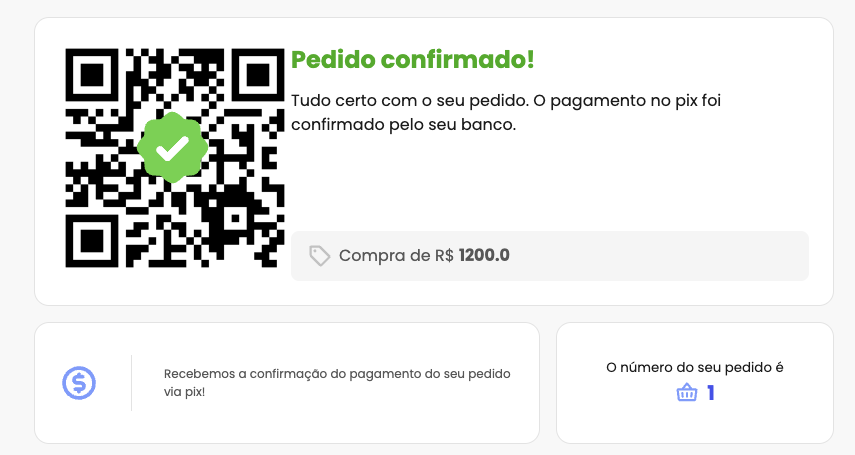 Pedido confirmado!
Tudo certo com o seu pedido. O pagamento no pix foi
confirmado pelo seu banco.
Compra de R$ 1200.0
Recebemos a confirmação do pagamento do seu pedido
via pix!
O número do seu pedido é
1